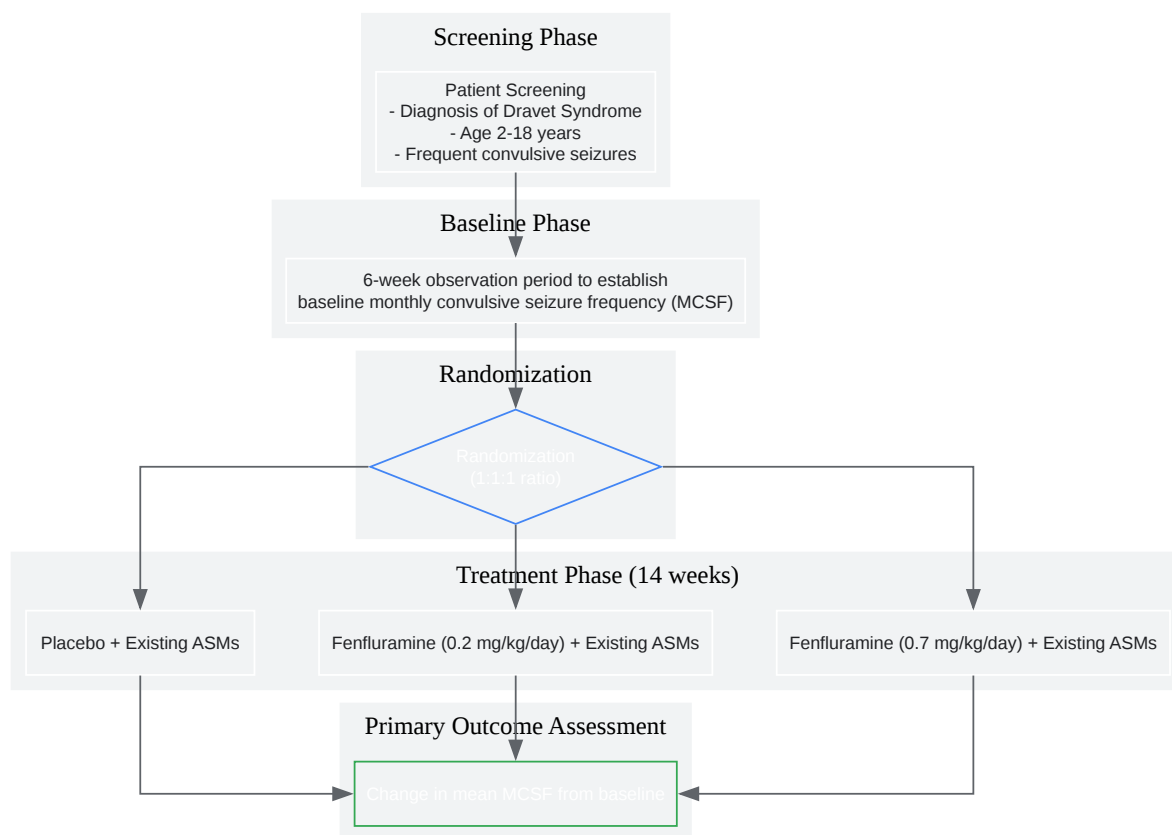 Screening Phase
Patient Screening
- Diagnosis of Dravet Syndrome
- Age 2-18 years
- Frequent convulsive seizures
Baseline Phase
6-week observation period to establish
baseline monthly convulsive seizure frequency (MCSF)
Randomization
Randomization
(1:1:1 ratio)
Treatment Phase (14 weeks)
Placebo + Existing ASMs
Fenfluramine (0.2 mg/kg/day) + Existing ASMs
Fenfluramine (0.7 mg/kg/day) + Existing ASMs
Primary Outcome Assessment
Change in mean MCSF from baseline